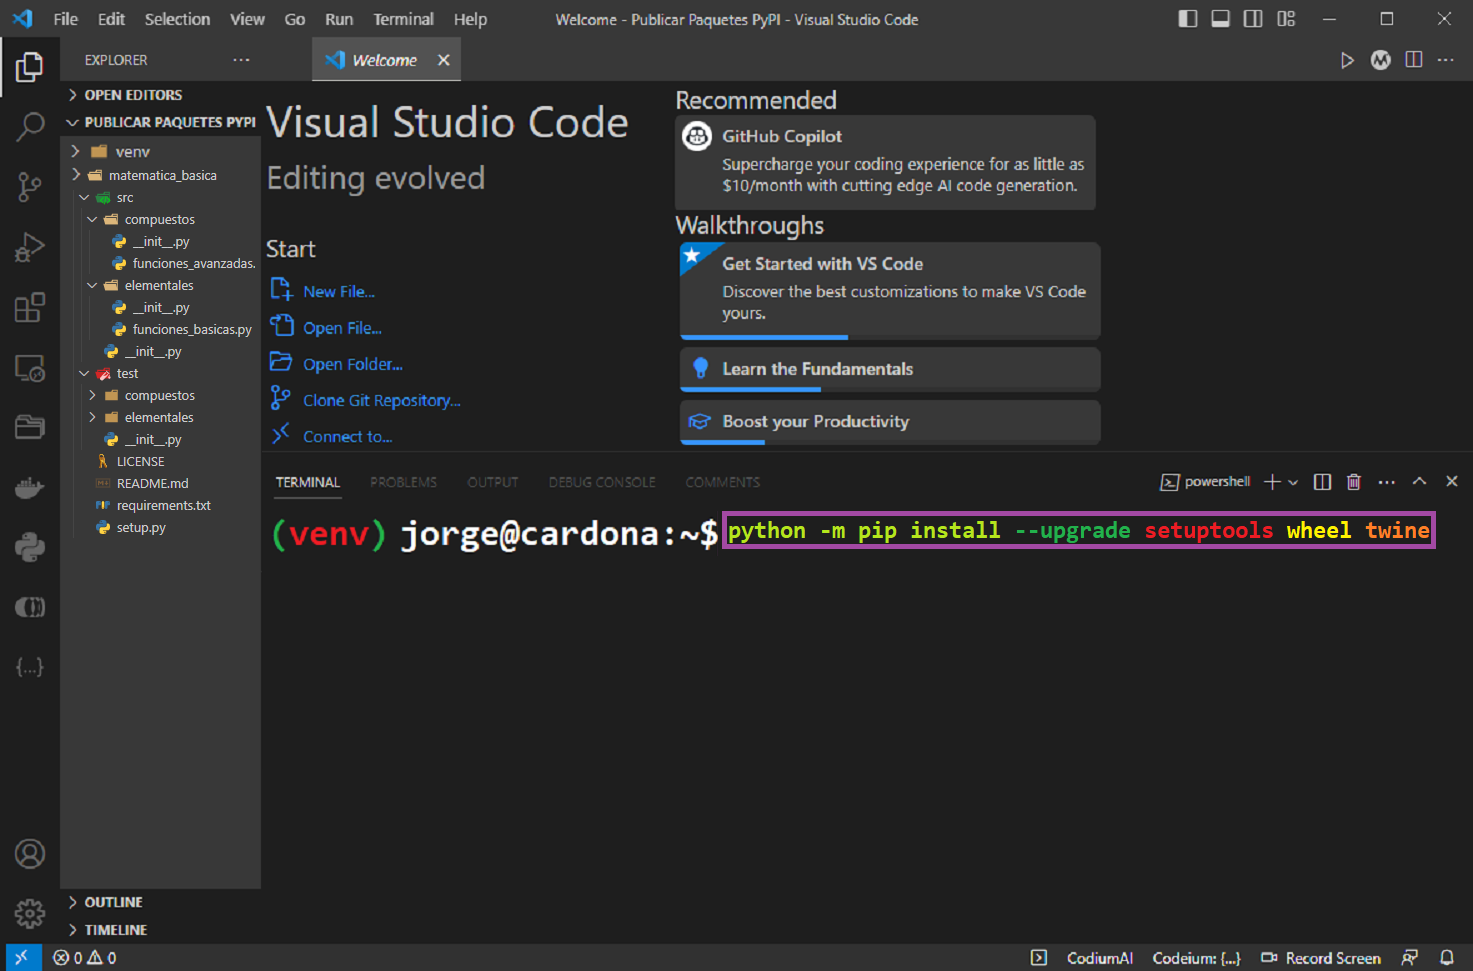 File Edit Selection View Go Run Terminal Help
Welcome - Publicar Paquetes PyPI - Visual Studio Code
EXPLORER
Welcome
OPEN EDITORS
PUBLICAR PAQUETES PYPI
venv
matematica_basica
src
compuestos
__init__.py
funciones_avanzadas.
elementales
__init__.py
funciones_basicas.py
__init__.py
test
compuestos
elementales
__init__.py
LICENSE
README.md
requirements.txt
setup.py
OUTLINE
TIMELINE
Visual Studio Code
Editing evolved
Start
New File...
Open File...
Open Folder...
Clone Git Repository...
Connect to...
Recommended
GitHub Copilot
Supercharge your coding experience for as little as
$10/month with cutting edge AI code generation.
Walkthroughs
Get Started with VS Code
Discover the best customizations to make VS Code
yours.
Learn the Fundamentals
Boost your Productivity
TERMINAL PROBLEMS OUTPUT DEBUG CONSOLE COMMENTS
powershell
(venv) jorge@cardona:~$ python -m pip install --upgrade setuptools wheel twine
0 0
CodiumAI Codeium: {...} Record Screen